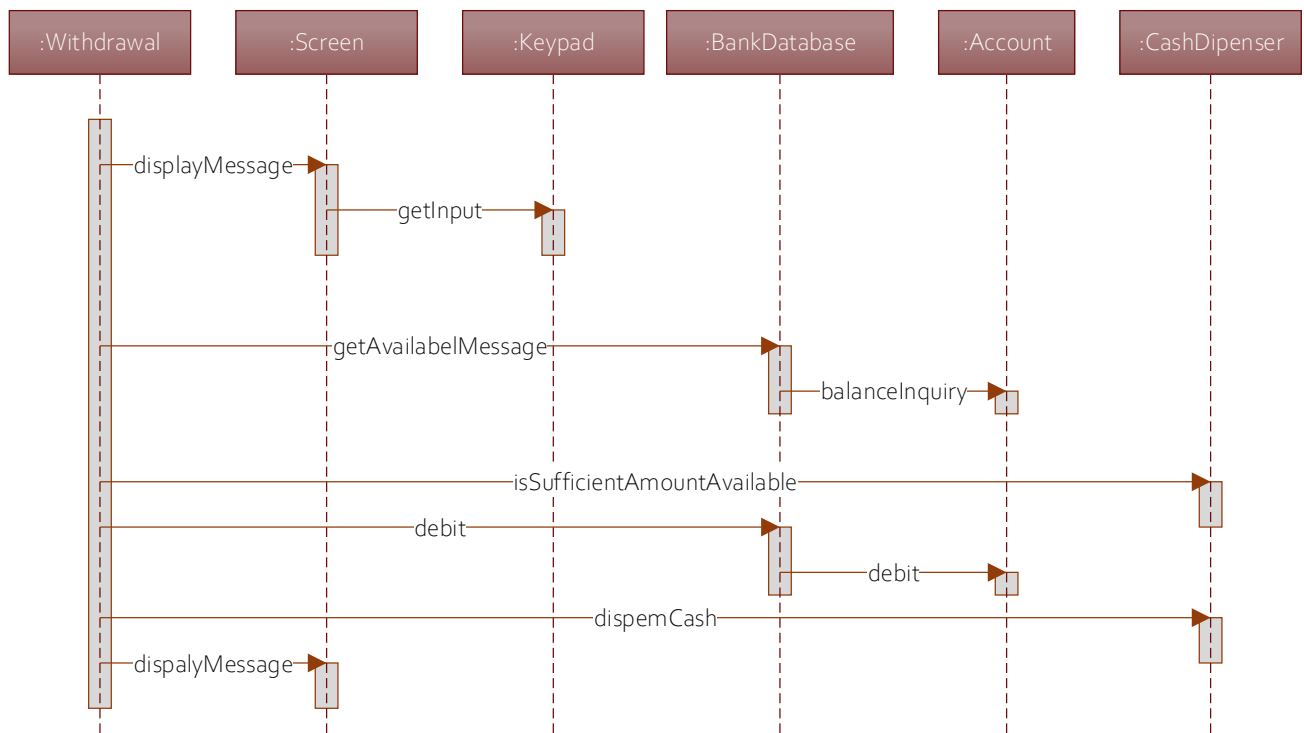 :Withdrawal :Screen :Keypad :BankDatabase :Account :CashDipenser
displayMessage
getInput
getAvailabelMessage
balanceInquiry
isSufficientAmountAvailable
debit
debit
dispemCash
dispalyMessage